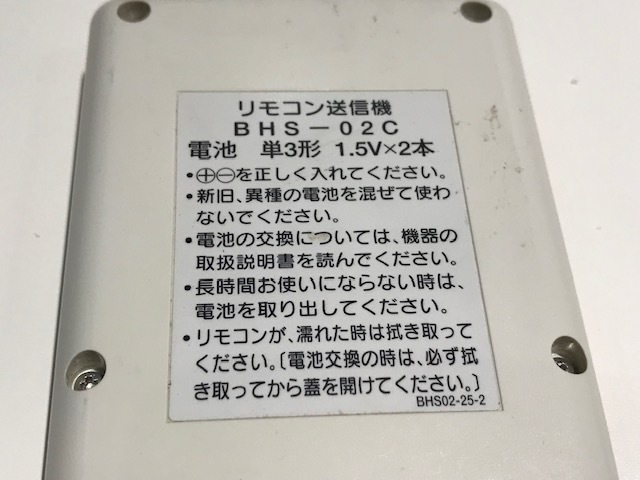 リモコン送信機
BHS－02C
電池　単3形　1.5V×2本
・⊕⊖を正しく入れてください。
・新旧、異種の電池を混ぜて使わ
ないでください。
・電池の交換については、機器の
取扱説明書を読んでください。
・長時間お使いにならない時は、
電池を取り出してください。
・リモコンが、濡れた時は拭き取って
ください。〔電池交換の時は、必ず拭
き取ってから蓋を開けてください。〕
BHS02-25-2